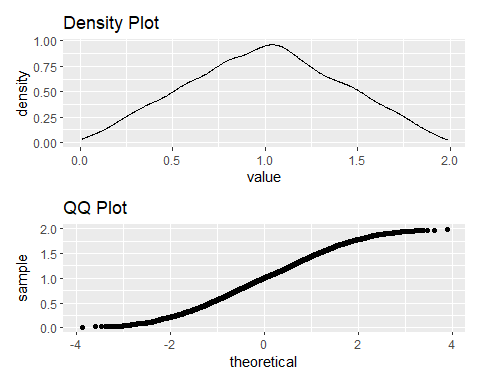 Density Plot
1.00
0.75
0.50
0.25
0.00
density
0.0 0.5 1.0 1.5 2.0
value
QQ Plot
2.0
1.5
1.0
0.5
0.0
sample
-4 -2 0 2 4
theoretical